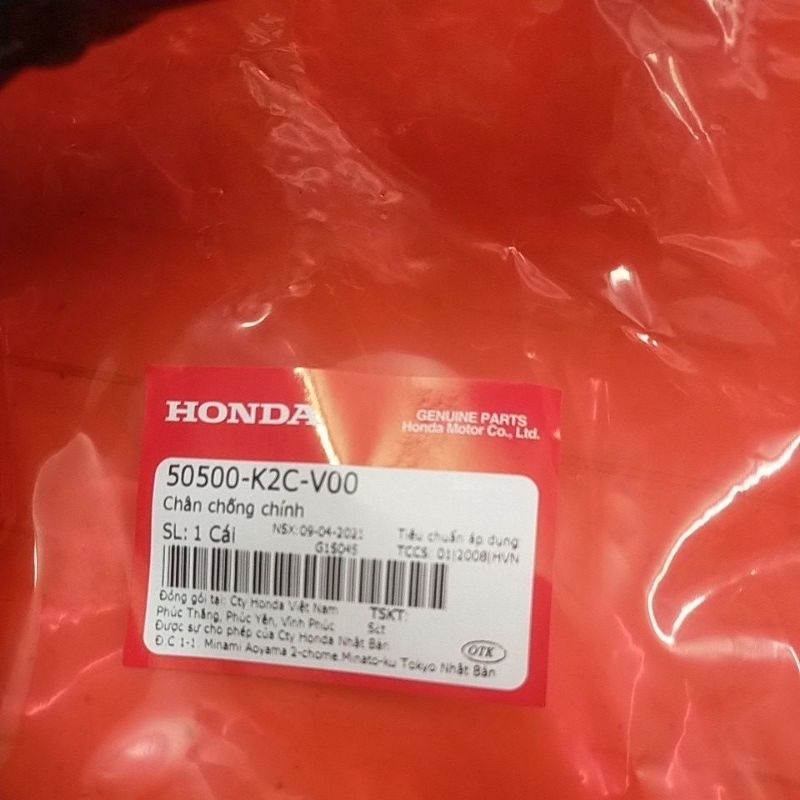 HONDA
GENUINE PARTS
Honda Motor Co., Ltd.
50500-K2C-V00
Chân chống chính
SL: 1 Cái
NSX:09-04-2021
Tiêu chuẩn áp dụng:
G1S045
TCCS: 01|2008|HVN
Đóng gói tại: Cty Honda Việt Nam
TSKT:
Phúc Thắng, Phúc Yên, Vĩnh Phúc
Được sự cho phép của Cty Honda Nhật Bản
Đ C 1-1 Minami Aoyama 2-chome Minato-ku Tokyo Nhật Bản
OTK